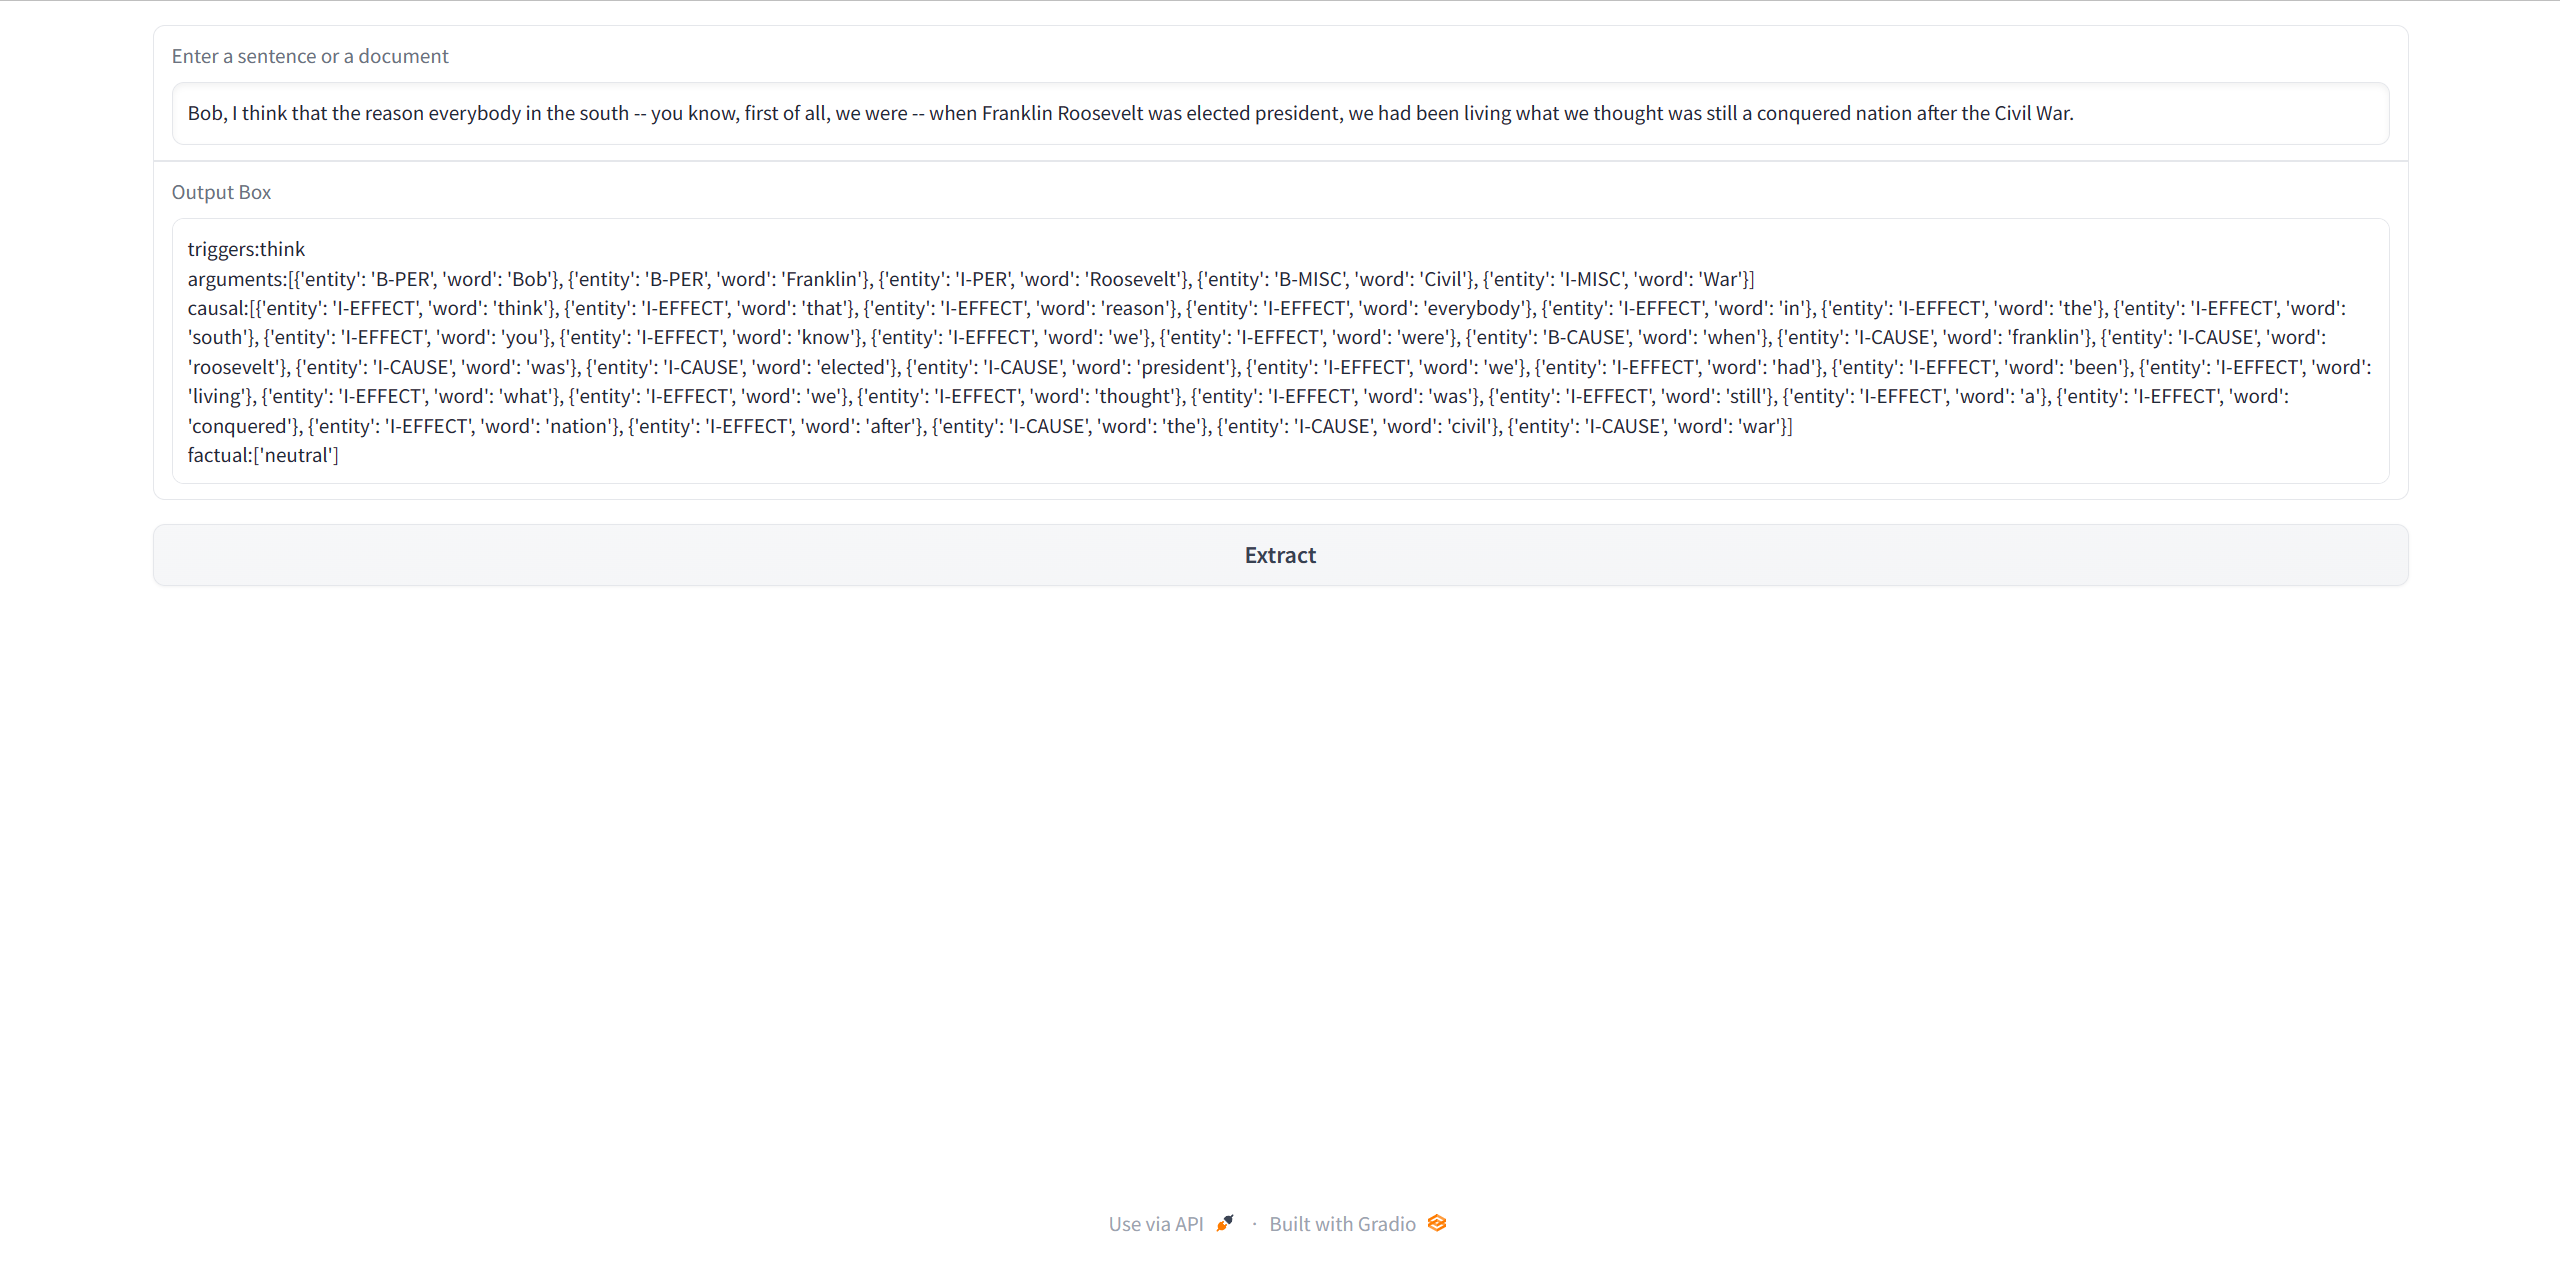 Enter a sentence or a document
Bob, I think that the reason everybody in the south -- you know, first of all, we were -- when Franklin Roosevelt was elected president, we had been living what we thought was still a conquered nation after the Civil War.
Output Box
triggers:think
arguments:[{'entity': 'B-PER', 'word': 'Bob'}, {'entity': 'B-PER', 'word': 'Franklin'}, {'entity': 'I-PER', 'word': 'Roosevelt'}, {'entity': 'B-MISC', 'word': 'Civil'}, {'entity': 'I-MISC', 'word': 'War'}]
causal:[{'entity': 'I-EFFECT', 'word': 'think'}, {'entity': 'I-EFFECT', 'word': 'that'}, {'entity': 'I-EFFECT', 'word': 'reason'}, {'entity': 'I-EFFECT', 'word': 'everybody'}, {'entity': 'I-EFFECT', 'word': 'in'}, {'entity': 'I-EFFECT', 'word': 'the'}, {'entity': 'I-EFFECT', 'word':
'south'}, {'entity': 'I-EFFECT', 'word': 'you'}, {'entity': 'I-EFFECT', 'word': 'know'}, {'entity': 'I-EFFECT', 'word': 'we'}, {'entity': 'I-EFFECT', 'word': 'were'}, {'entity': 'B-CAUSE', 'word': 'when'}, {'entity': 'I-CAUSE', 'word': 'franklin'}, {'entity': 'I-CAUSE', 'word':
'roosevelt'}, {'entity': 'I-CAUSE', 'word': 'was'}, {'entity': 'I-CAUSE', 'word': 'elected'}, {'entity': 'I-CAUSE', 'word': 'president'}, {'entity': 'I-EFFECT', 'word': 'we'}, {'entity': 'I-EFFECT', 'word': 'had'}, {'entity': 'I-EFFECT', 'word': 'been'}, {'entity': 'I-EFFECT', 'word':
'living'}, {'entity': 'I-EFFECT', 'word': 'what'}, {'entity': 'I-EFFECT', 'word': 'we'}, {'entity': 'I-EFFECT', 'word': 'thought'}, {'entity': 'I-EFFECT', 'word': 'was'}, {'entity': 'I-EFFECT', 'word': 'still'}, {'entity': 'I-EFFECT', 'word': 'a'}, {'entity': 'I-EFFECT', 'word':
'conquered'}, {'entity': 'I-EFFECT', 'word': 'nation'}, {'entity': 'I-EFFECT', 'word': 'after'}, {'entity': 'I-CAUSE', 'word': 'the'}, {'entity': 'I-CAUSE', 'word': 'civil'}, {'entity': 'I-CAUSE', 'word': 'war'}]
factual:['neutral']
Extract
Use via API · Built with Gradio